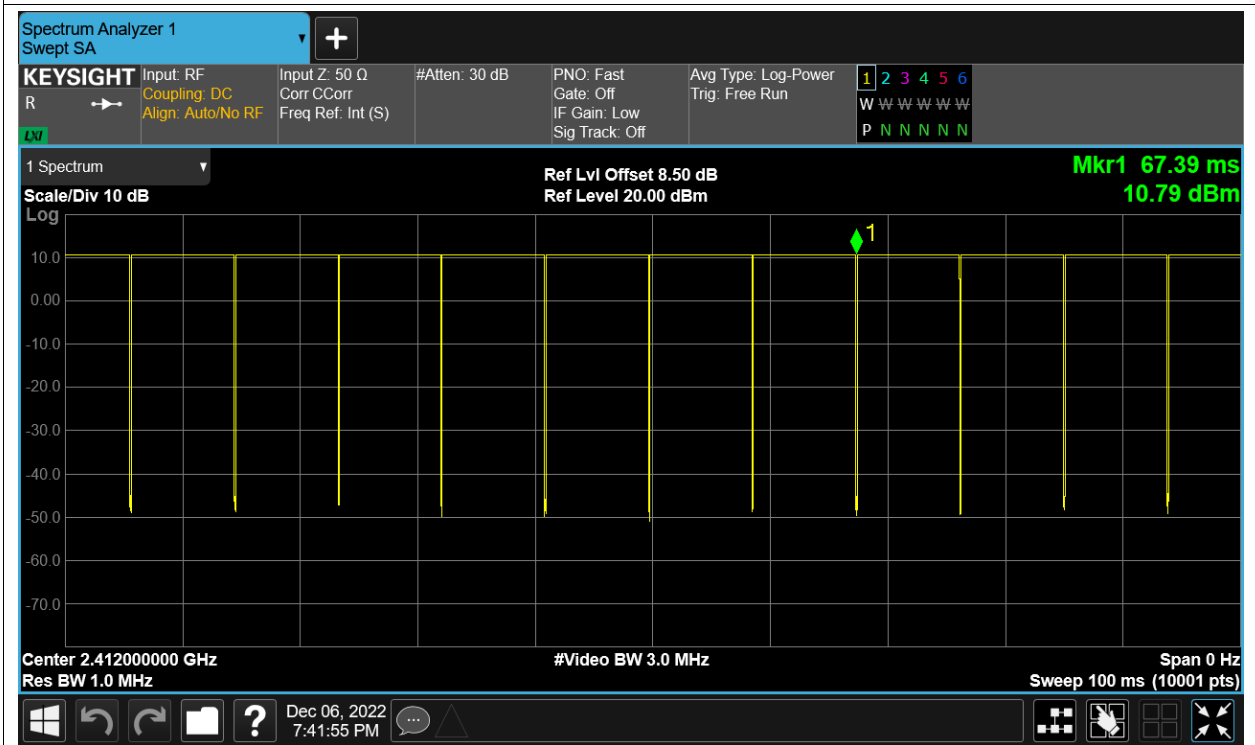 Spectrum Analyzer 1
Swept SA
+
KEYSIGHT
R
LXI
Input: RF
Coupling: DC
Align: Auto/No RF
Input Z: 50 Ω
Corr CCorr
Freq Ref: Int (S)
#Atten: 30 dB
PNO: Fast
Gate: Off
IF Gain: Low
Sig Track: Off
Avg Type: Log-Power
Trig: Free Run
1 2 3 4 5 6
W W W W W W
P N N N N N
1 Spectrum
Scale/Div 10 dB
Ref Lvl Offset 8.50 dB
Ref Level 20.00 dBm
Mkr1 67.39 ms
10.79 dBm
Log
1
10.0
0.00
-10.0
-20.0
-30.0
-40.0
-50.0
-60.0
-70.0
Center 2.412000000 GHz
#Video BW 3.0 MHz
Span 0 Hz
Res BW 1.0 MHz
Sweep 100 ms (10001 pts)
?
Dec 06, 2022
7:41:55 PM